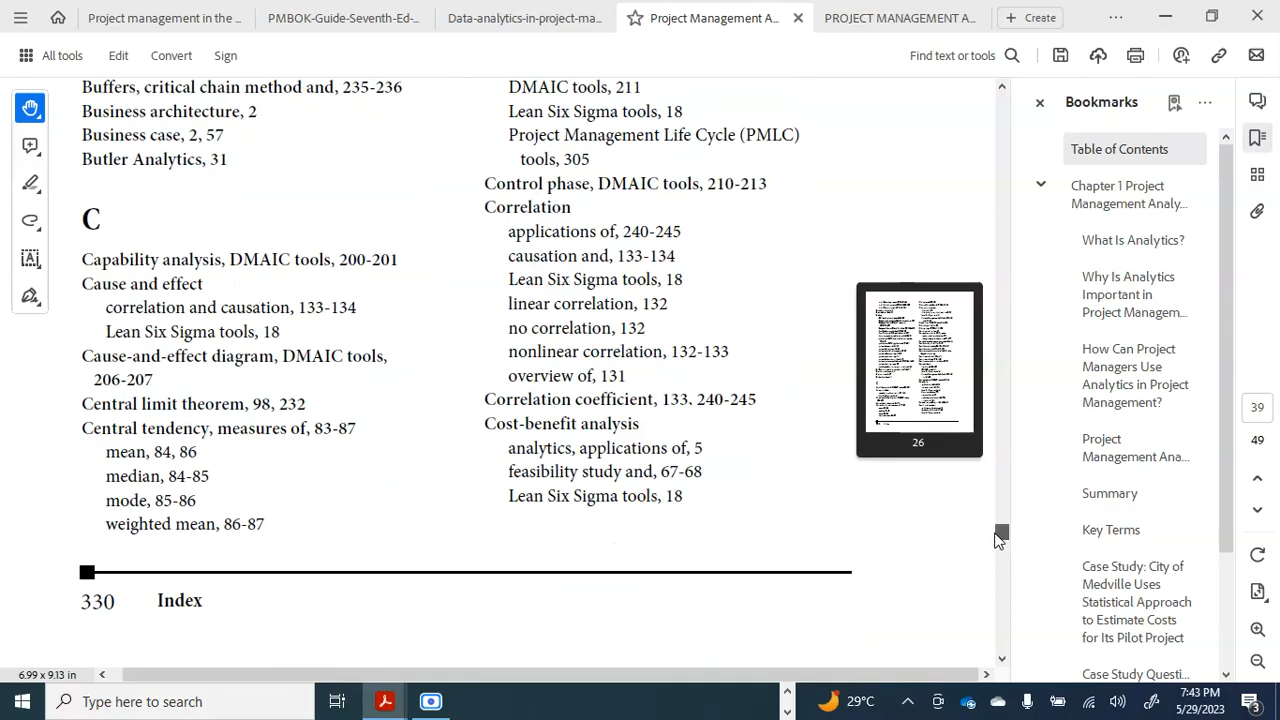 Project management in the ...
PMBOK-Guide-Seventh-Ed-...
Data-analytics-in-project-ma...
Project Management A...
PROJECT MANAGEMENT A...
Create
All tools
Edit
Convert
Sign
Find text or tools
Buffers, critical chain method and, 235-236
Business architecture, 2
Business case, 2, 57
Butler Analytics, 31
C
Capability analysis, DMAIC tools, 200-201
Cause and effect
correlation and causation, 133-134
Lean Six Sigma tools, 18
Cause-and-effect diagram, DMAIC tools,
206-207
Central limit theorem, 98, 232
Central tendency, measures of, 83-87
mean, 84, 86
median, 84-85
mode, 85-86
weighted mean, 86-87
DMAIC tools, 211
Lean Six Sigma tools, 18
Project Management Life Cycle (PMLC)
tools, 305
Control phase, DMAIC tools, 210-213
Correlation
applications of, 240-245
causation and, 133-134
Lean Six Sigma tools, 18
linear correlation, 132
no correlation, 132
nonlinear correlation, 132-133
overview of, 131
Correlation coefficient, 133, 240-245
Cost-benefit analysis
analytics, applications of, 5
feasibility study and, 67-68
Lean Six Sigma tools, 18
330 Index
26
Bookmarks
Table of Contents
Chapter 1 Project
Management Analy...
What Is Analytics?
Why Is Analytics
Important in
Project Managem...
How Can Project
Managers Use
Analytics in Project
Management?
Project
Management Ana...
Summary
Key Terms
Case Study: City of
Medville Uses
Statistical Approach
to Estimate Costs
for Its Pilot Project
Case Study Questi...
39
49
6.99 x 9.13 in
Type here to search
29°C
7:43 PM
5/29/2023
3